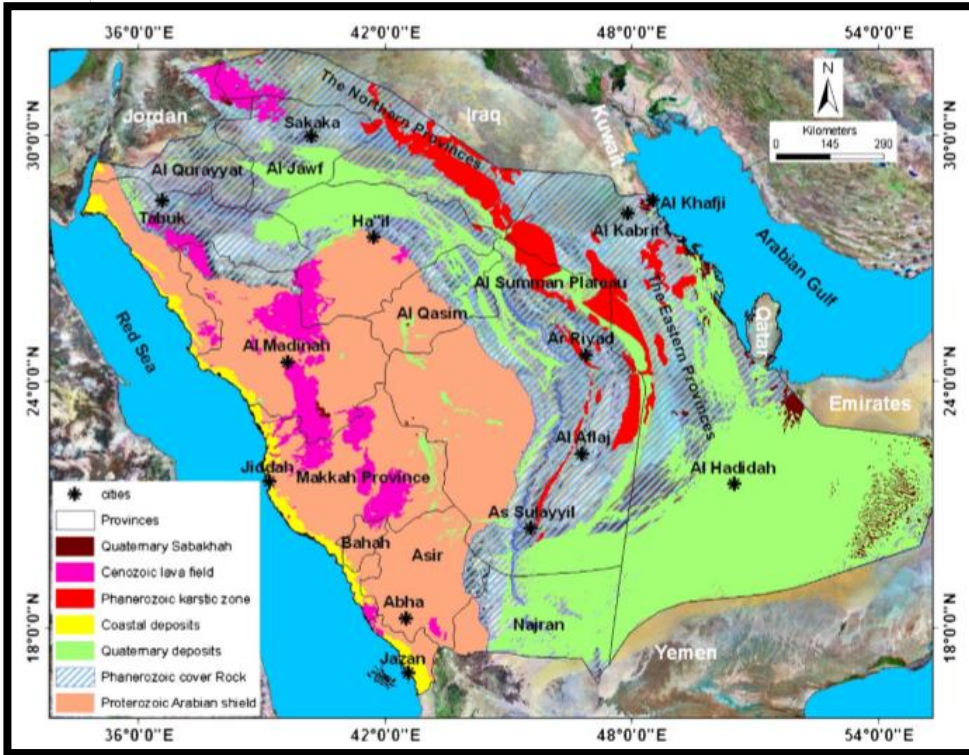 36°0'0"E
42°0'0"E
48°0'0"E
54°0'0"E
N
Kilometers
0 145 290
Jordan
Iraq
Kuwait
The Northern Provinces
30°0'0"N
30°0'0"N
Sakaka
Al Qurayyat
Al Jawf
Tabuk
Ha"il
Al Khafji
Al Kabrit
Arabian Gulf
Al Summan Plateau
The Eastern Provinces
Al Qasim
Qatar
Red Sea
Al Madinah
Ar Riyad
24°0'0"N
24°0'0"N
Emirates
Al Aflaj
Al Hadidah
Jiddah
Makkah Province
As Sulayyil
Bahah
Asir
Abha
Najran
18°0'0"N
18°0'0"N
Yemen
Jazan
cities
Provinces
Quaternary Sabakhah
Cenozoic lava field
Phanerozoic karstic zone
Coastal deposits
Quaternary deposits
Phanerozoic cover Rock
Proterozoic Arabian shield
36°0'0"E
42°0'0"E
48°0'0"E
54°0'0"E